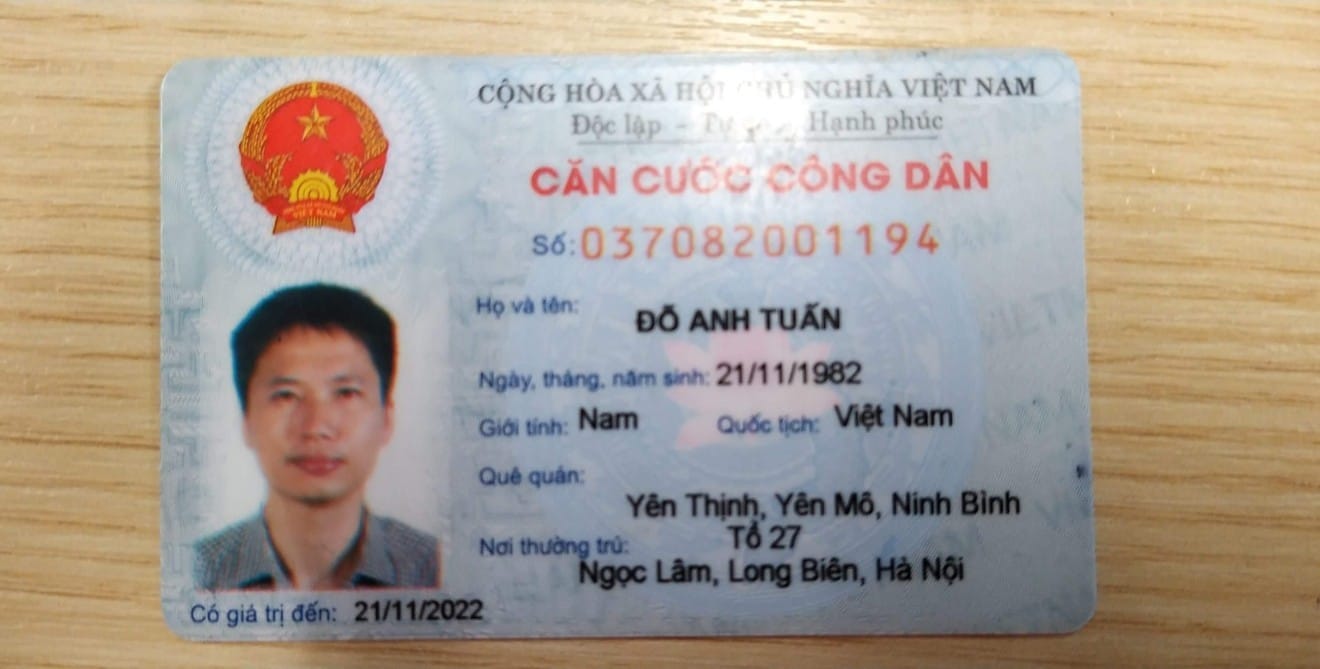 CỘNG HÒA XÃ HỘI CHỦ NGHĨA VIỆT NAM
Độc lập - Tự Hạnh phúc
CĂN CƯỚC CÔNG DÂN
Số: 037082001194
Họ và tên: ĐỖ ANH TUẤN
Ngày, tháng, năm sinh: 21/11/1982
Giới tính: Nam Quốc tịch: Việt Nam
Quê quán:
Yên Thịnh, Yên Mô, Ninh Bình
Nơi thường trú: Tổ 27
Ngọc Lâm, Long Biên, Hà Nội
Có giá trị đến: 21/11/2022
VIỆT NAM